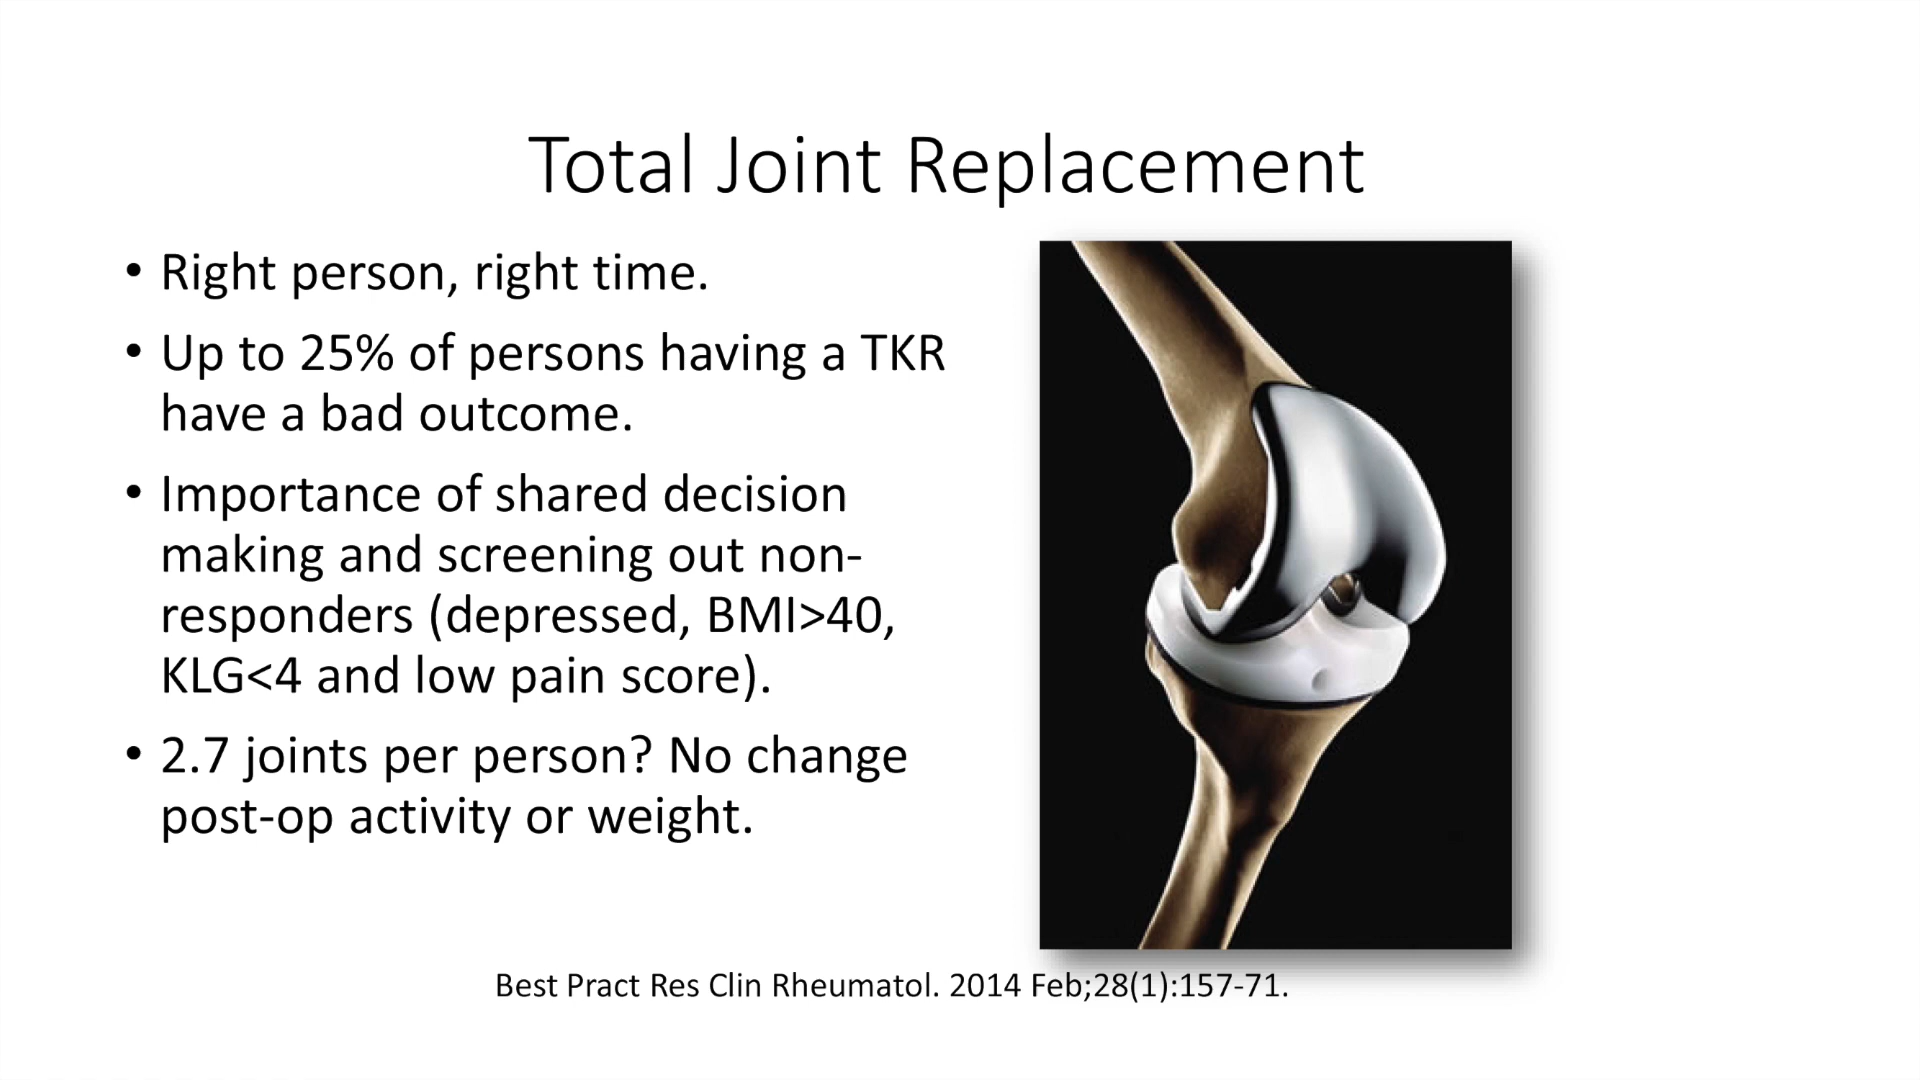 Total Joint Replacement
• Right person, right time.
• Up to 25% of persons having a TKR
have a bad outcome.
• Importance of shared decision
making and screening out non-
responders (depressed, BMI>40,
KLG<4 and low pain score).
• 2.7 joints per person? No change
post-op activity or weight.
Best Pract Res Clin Rheumatol. 2014 Feb;28(1):157-71.